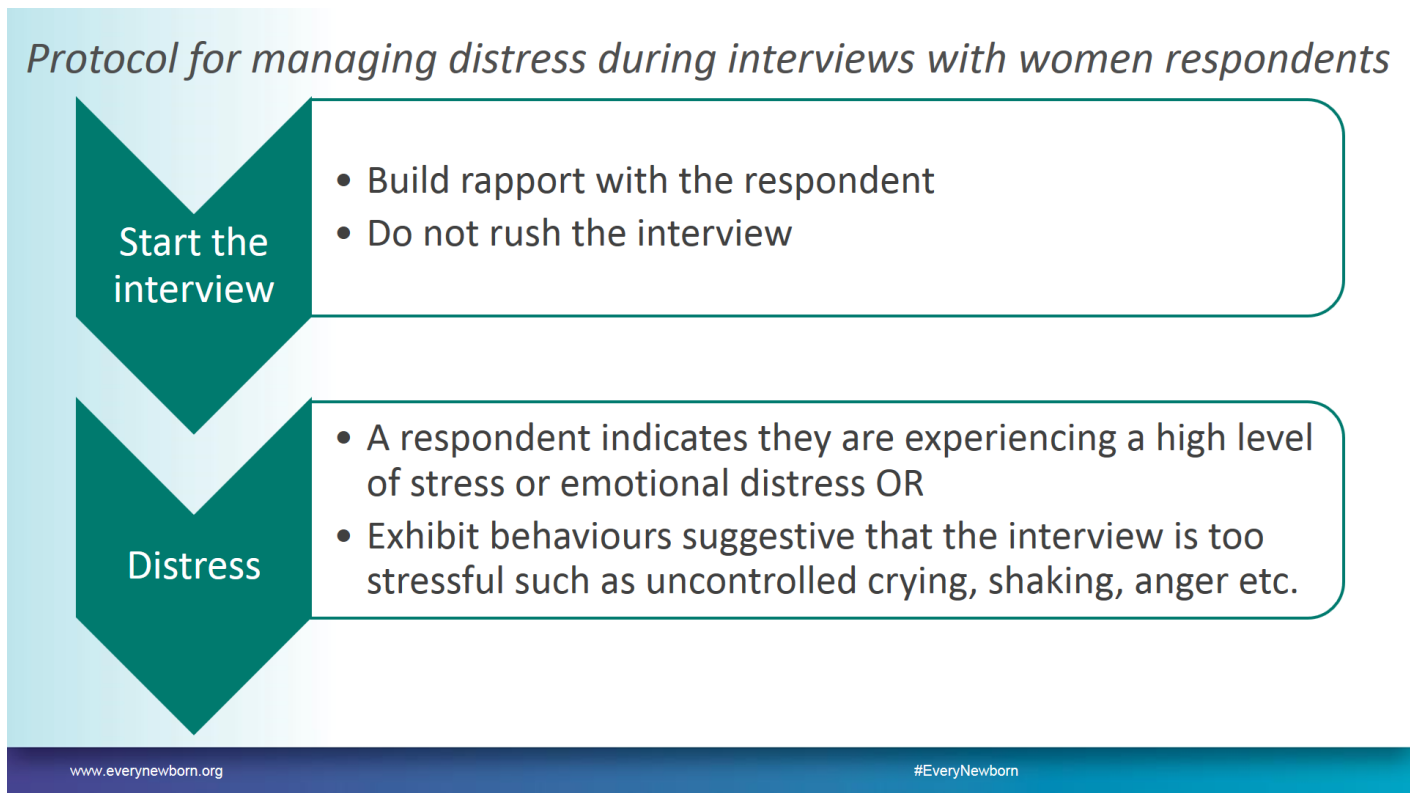 Protocol for managing distress during interviews with women respondents
Start the
interview
• Build rapport with the respondent
• Do not rush the interview
Distress
• A respondent indicates they are experiencing a high level
of stress or emotional distress OR
• Exhibit behaviours suggestive that the interview is too
stressful such as uncontrolled crying, shaking, anger etc.
www.everynewborn.org
#EveryNewborn